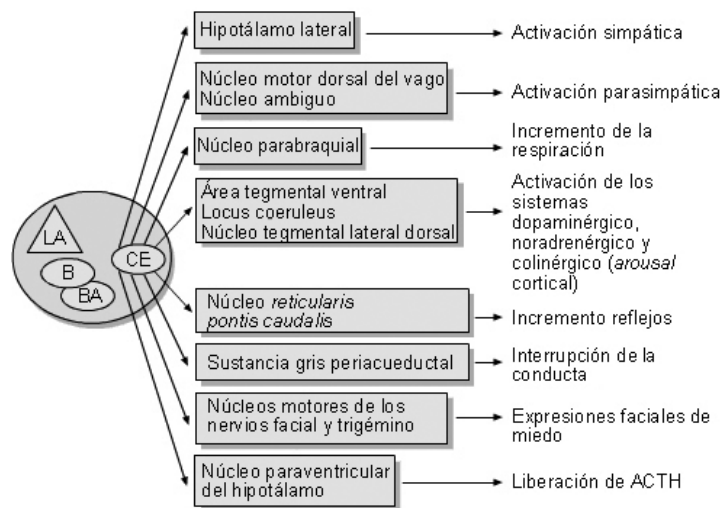 Hipotálamo lateral
Activación simpática
Núcleo motor dorsal del vago
Núcleo ambiguo
Activación parasimpática
Núcleo parabraquial
Incremento de la
respiración
Área tegmental ventral
Locus coeruleus
Núcleo tegmental lateral dorsal
Activación de los
sistemas
dopaminérgico,
noradrenérgico y
colinérgico (arousal
cortical)
LA
B
BA
CE
Núcleo reticularis
pontis caudalis
Incremento reflejos
Sustancia gris periacueductal
Interrupción de la
conducta
Núcleos motores de los
nervios facial y trigémino
Expresiones faciales de
miedo
Núcleo paraventricular
del hipotálamo
Liberación de ACTH